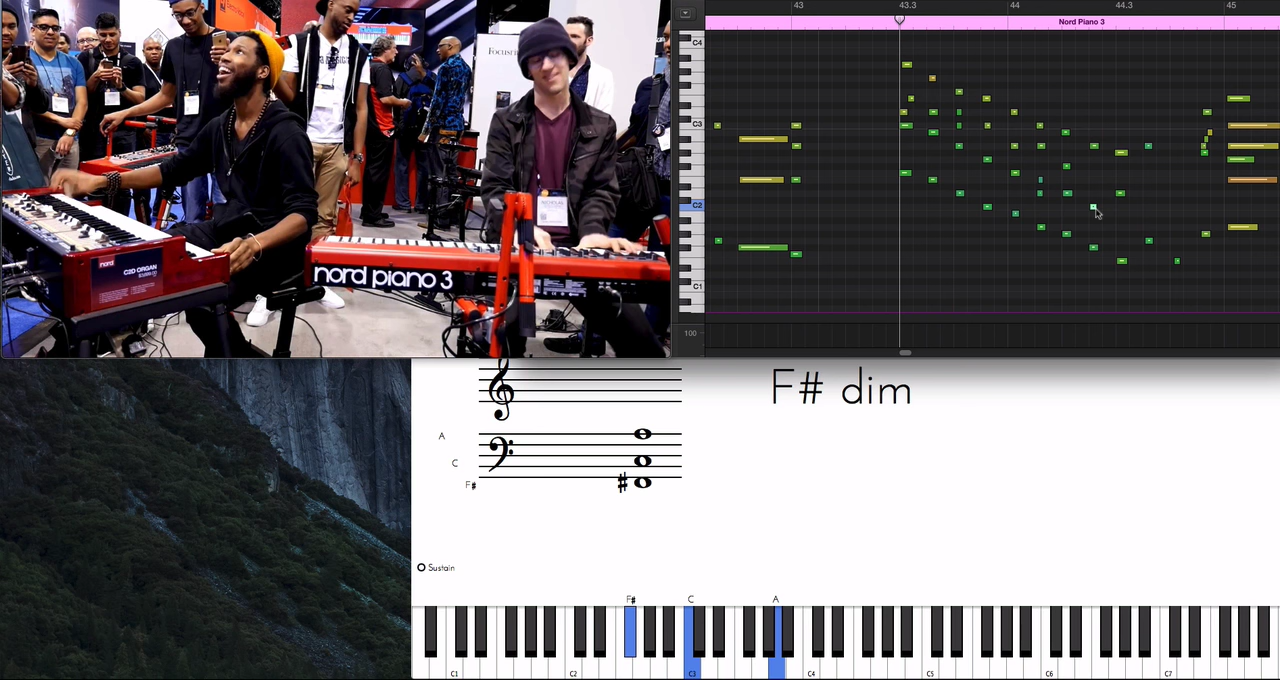 43
43.3
44
44.3
45
Nord Piano 3
C4
C3
C2
C1
100
Focusrite
NICHOLAS
nord
C2D ORGAN
nord piano 3
F# dim
A
C
F#
Sustain
F#
C
A
C1
C2
C3
C4
C5
C6
C7